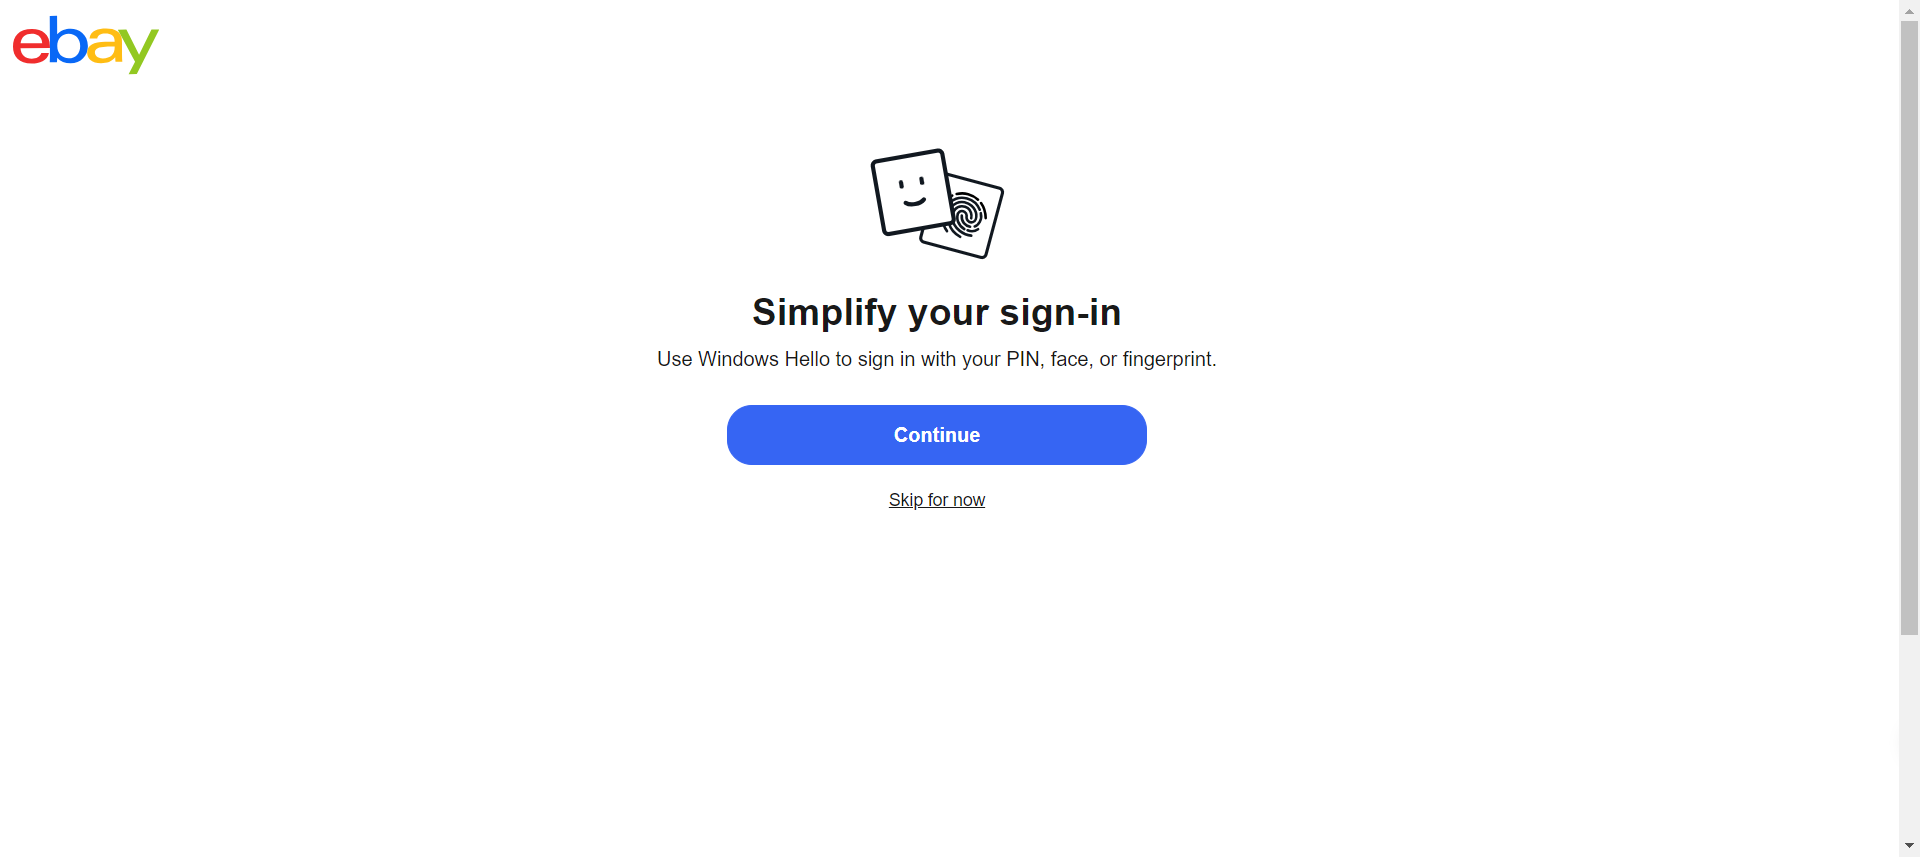 ebay
Simplify your sign-in
Use Windows Hello to sign in with your PIN, face, or fingerprint.
Continue
Skip for now